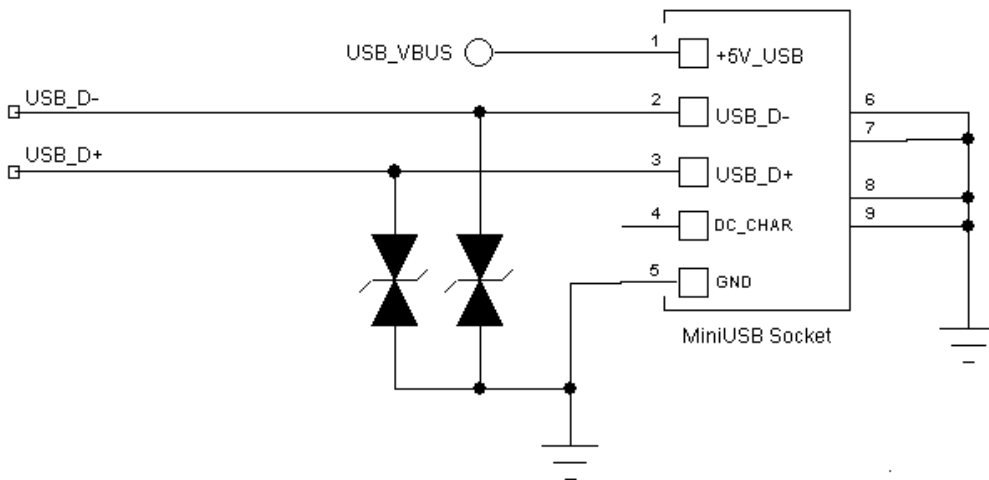 USB_VBUS
1
+5V_USB
USB_D-
2
USB_D-
6
7
USB_D+
3
USB_D+
8
4
DC_CHAR
9
5
GND
MiniUSB Socket